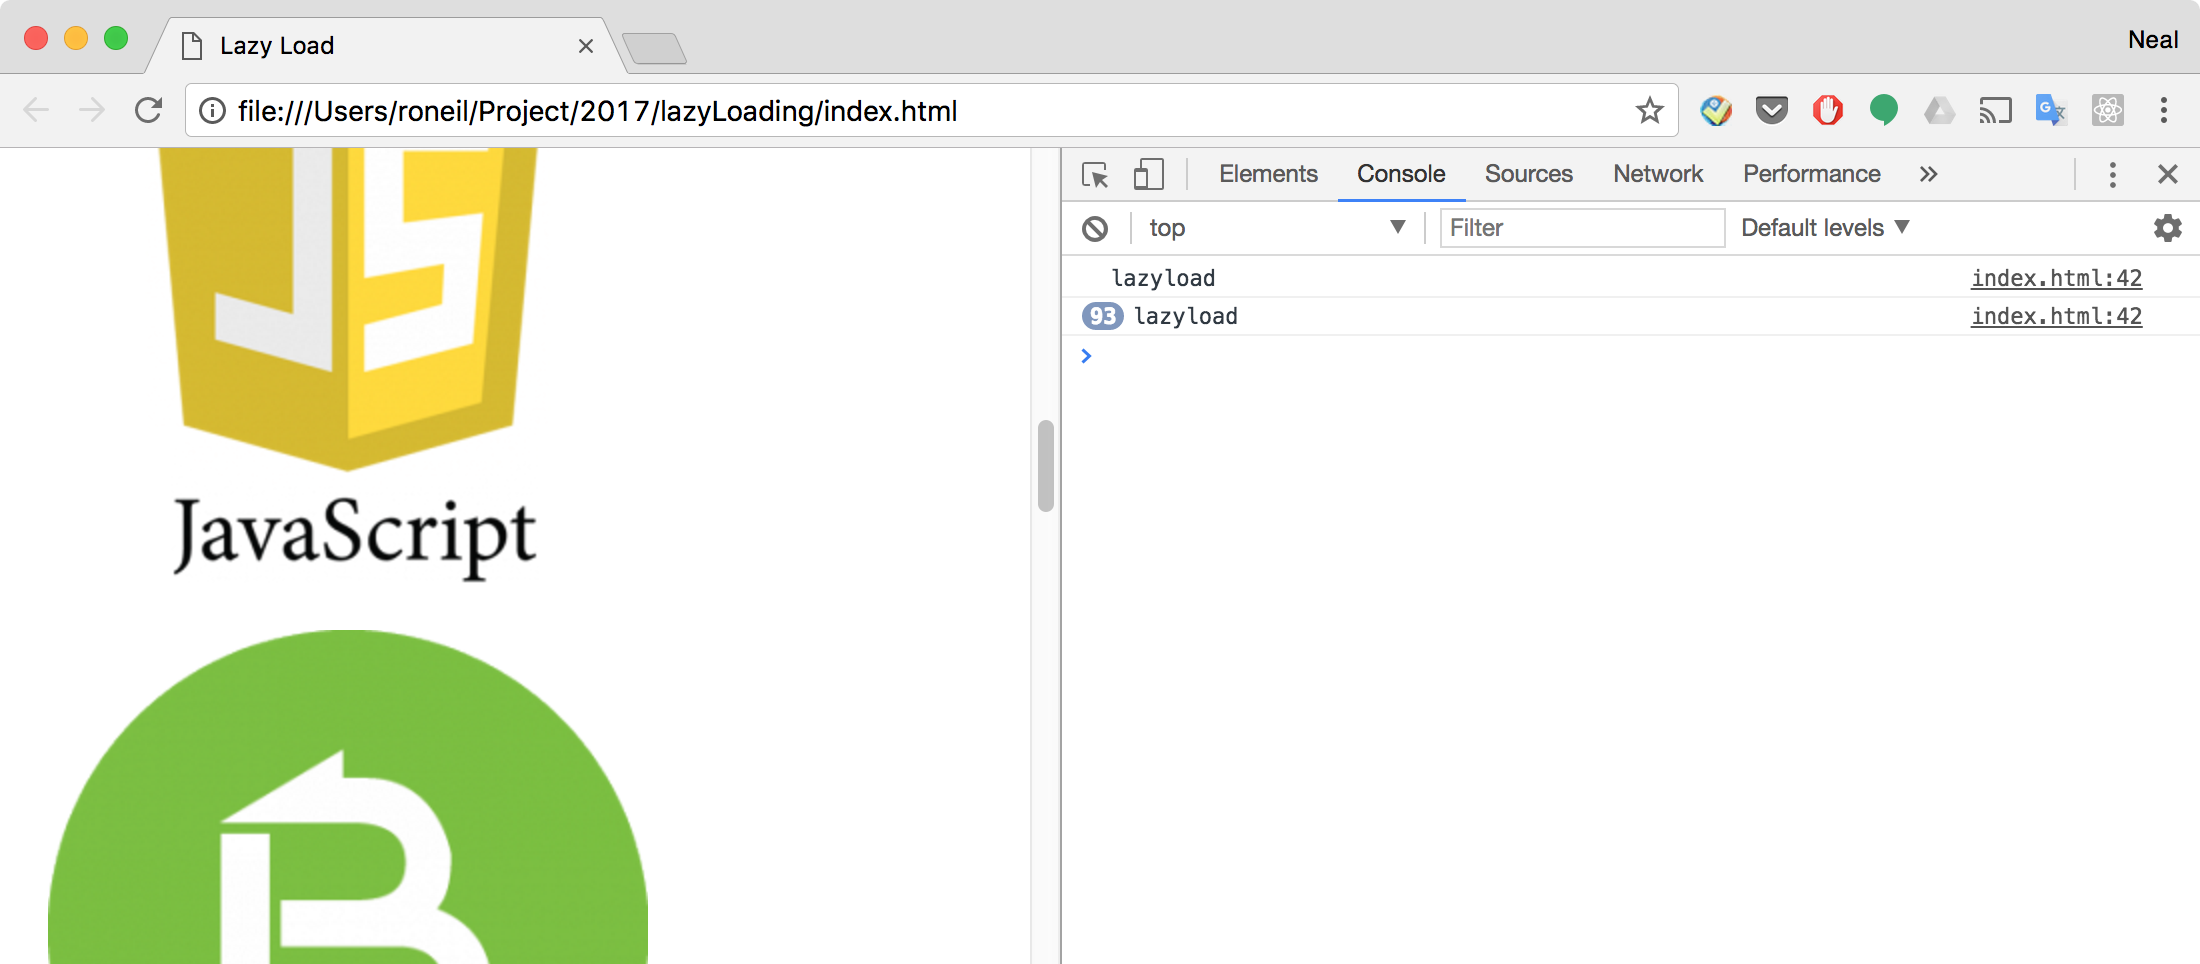 Lazy Load
Neal
file:///Users/roneil/Project/2017/lazyLoading/index.html
Elements Console Sources Network Performance »
top Filter Default levels
lazyload index.html:42
93 lazyload index.html:42
JS
JavaScript
B